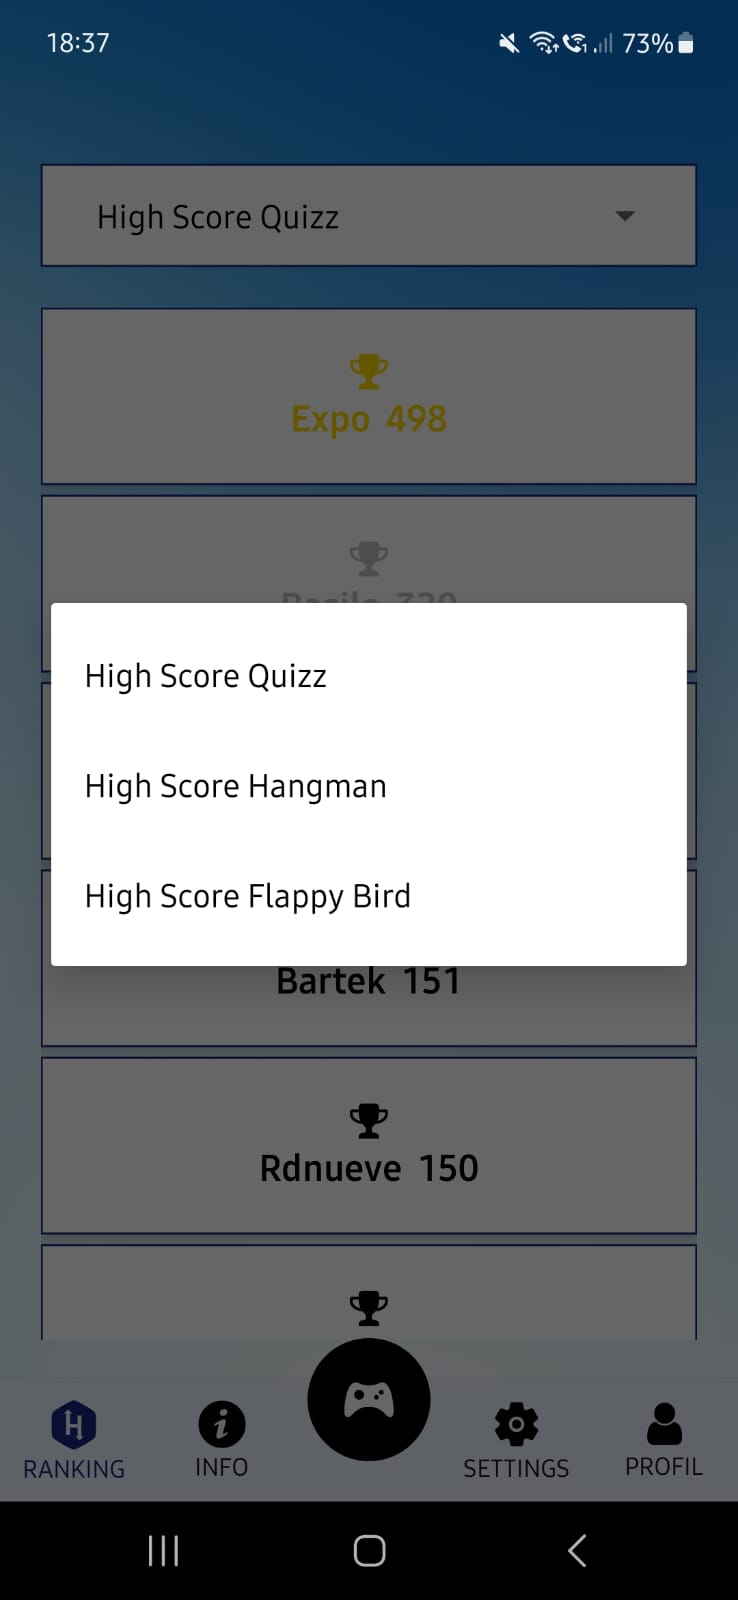 18:37
73%
High Score Quizz
Expo 498
High Score Quizz
High Score Hangman
High Score Flappy Bird
Bartek 151
Rdnueve 150
RANKING
INFO
SETTINGS
PROFIL